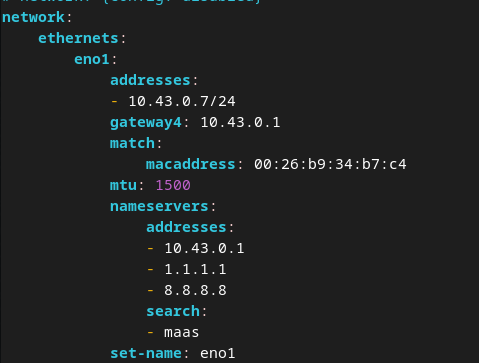 network:
    ethernets:
        eno1:
            addresses:
            - 10.43.0.7/24
            gateway4: 10.43.0.1
            match:
                macaddress: 00:26:b9:34:b7:c4
            mtu: 1500
            nameservers:
                addresses:
                - 10.43.0.1
                - 1.1.1.1
                - 8.8.8.8
                search:
                - maas
            set-name: eno1